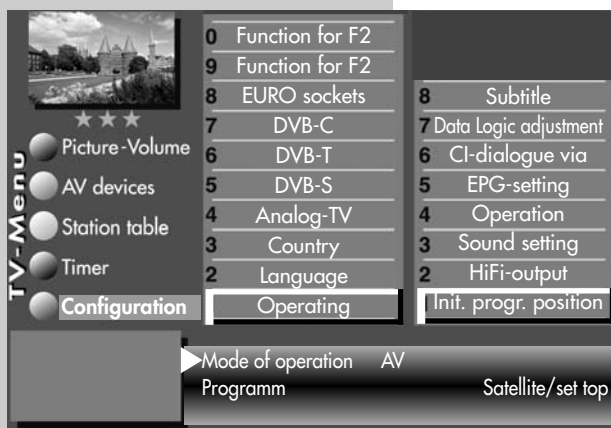 TV-Menu
Picture-Volume
AV devices
Station table
Timer
Configuration
0 Function for F2
9 Function for F2
8 EURO sockets
7 DVB-C
6 DVB-T
5 DVB-S
4 Analog-TV
3 Country
2 Language
Operating
8 Subtitle
7 Data Logic adjustment
6 CI-dialogue via
5 EPG-setting
4 Operation
3 Sound setting
2 HiFi-output
Init. progr. position
Mode of operation AV
Programm Satellite/set top